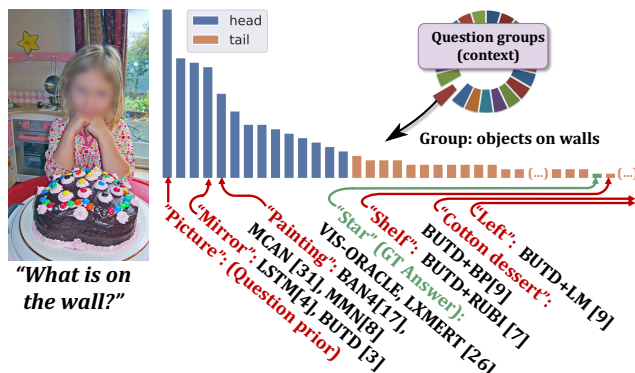 head
tail
Question groups
(context)
Group: objects on walls
(...)
(...)
"What is on
the wall?"
"Picture": (Question prior)
"Mirror": LSTM[4], BUTD [3]
"Painting": BAN4[17],
MCAN [31], MMN[8]
"Star" (GT Answer):
VIS-ORACLE, LXMERT [26]
"Shelf": BUTD+RUBI [7]
"Cotton dessert":
BUTD+BP[9]
"Left": BUTD+LM [9]